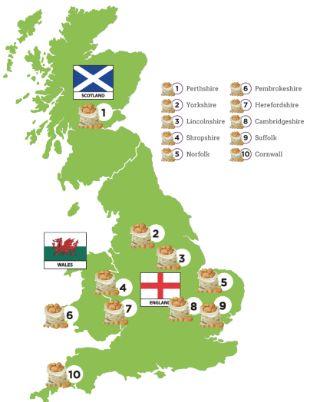 SCOTLAND
1
1 Perthshire
2 Yorkshire
3 Lincolnshire
4 Shropshire
5 Norfolk
6 Pembrokeshire
7 Herefordshire
8 Cambridgeshire
9 Suffolk
10 Cornwall
2
WALES
3
ENGLAND
4
5
6
7
8
9
10